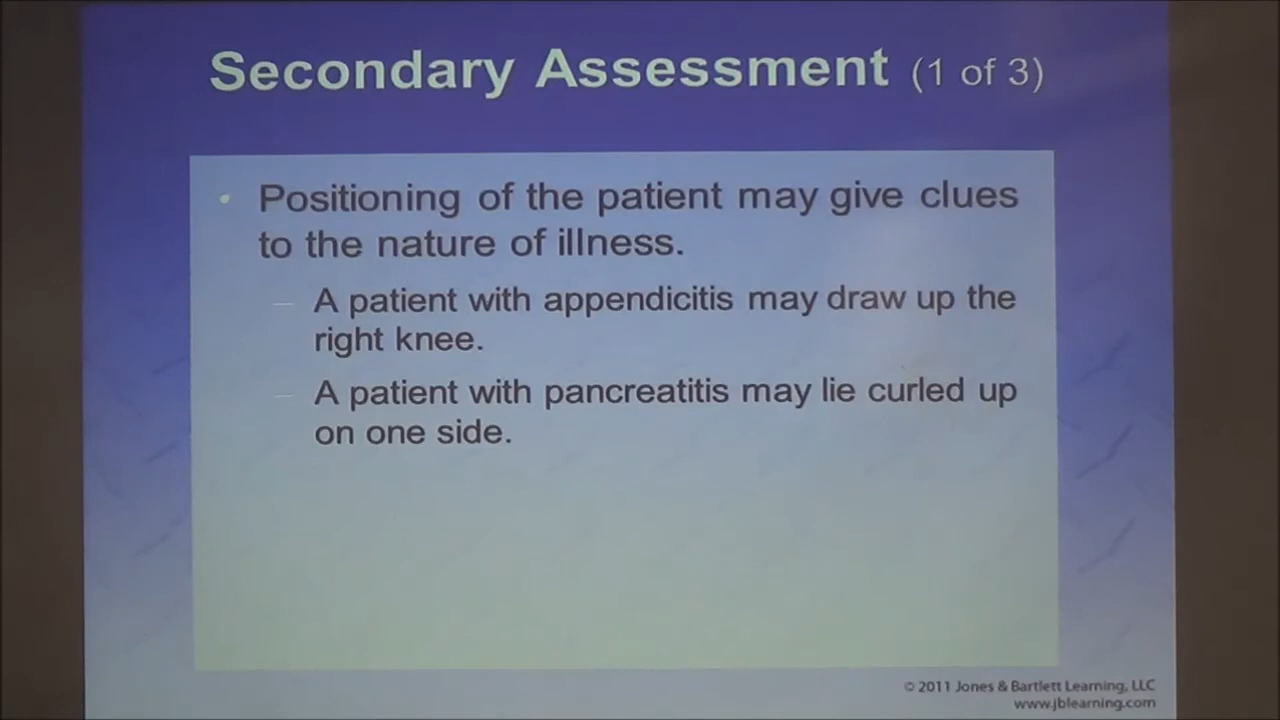 Secondary Assessment (1 of 3)
• Positioning of the patient may give clues
to the nature of illness.
– A patient with appendicitis may draw up the
right knee.
– A patient with pancreatitis may lie curled up
on one side.
© 2011 Jones & Bartlett Learning, LLC
www.jblearning.com